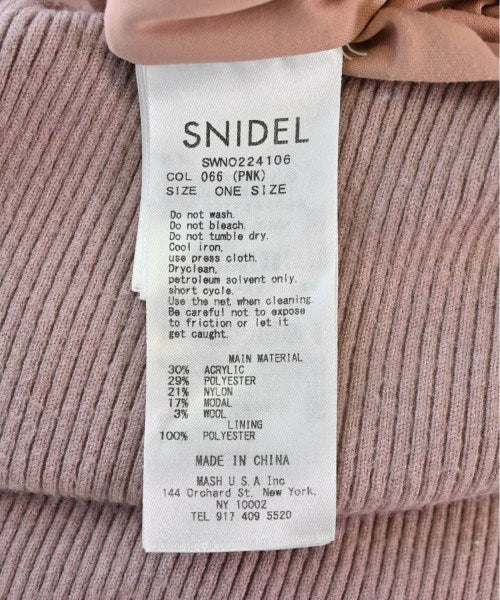 SNIDEL
SWNO224106
COL 066 (PNK)
SIZE ONE SIZE
Do not wash.
Do not bleach.
Do not tumble dry.
Cool iron,
use press cloth.
Dryclean,
petroleum solvent only.
short cycle.
Use the net when cleaning.
Be careful not to expose
to friction or let it
get caught.
MAIN MATERIAL
30% ACRYLIC
29% POLYESTER
21% NYLON
17% MODAL
3% WOOL
LINING
100% POLYESTER
MADE IN CHINA
MASH U S.A Inc
144 Orchard St. New York.
NY 10002
TEL 917 409 5520